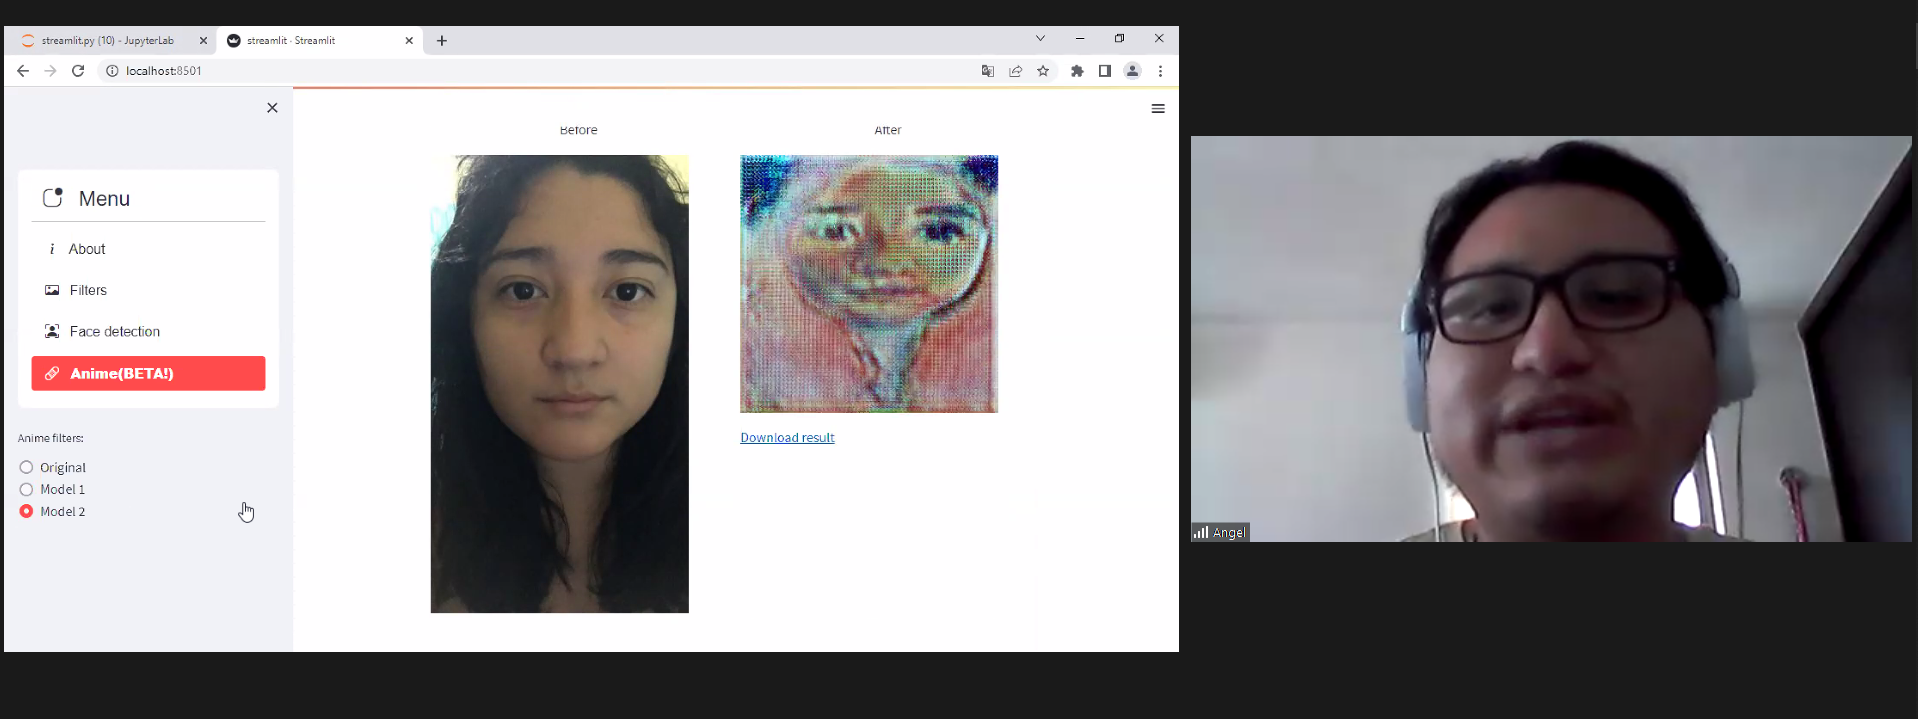 streamlit.py (10) - JupyterLab
streamlit · Streamlit
localhost:8501
Menu
About
Filters
Face detection
Anime(BETA!)
Anime filters:
Original
Model 1
Model 2
Before
After
Download result
Angel